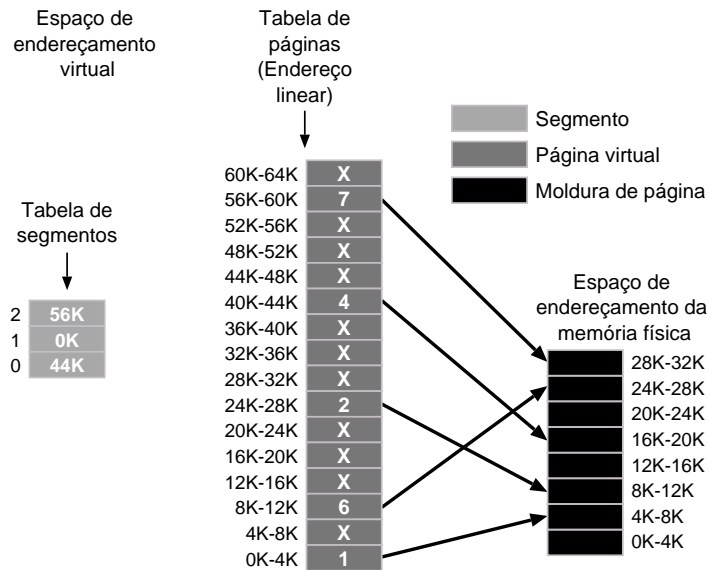 Espaço de
endereçamento
virtual
Tabela de
páginas
(Endereço
linear)
Segmento
Página virtual
Moldura de página
Tabela de
segmentos
2 56K
1 0K
0 44K
60K-64K X
56K-60K 7
52K-56K X
48K-52K X
44K-48K X
40K-44K 4
36K-40K X
32K-36K X
28K-32K X
24K-28K 2
20K-24K X
16K-20K X
12K-16K X
8K-12K 6
4K-8K X
0K-4K 1
Espaço de
endereçamento da
memória física
28K-32K
24K-28K
20K-24K
16K-20K
12K-16K
8K-12K
4K-8K
0K-4K